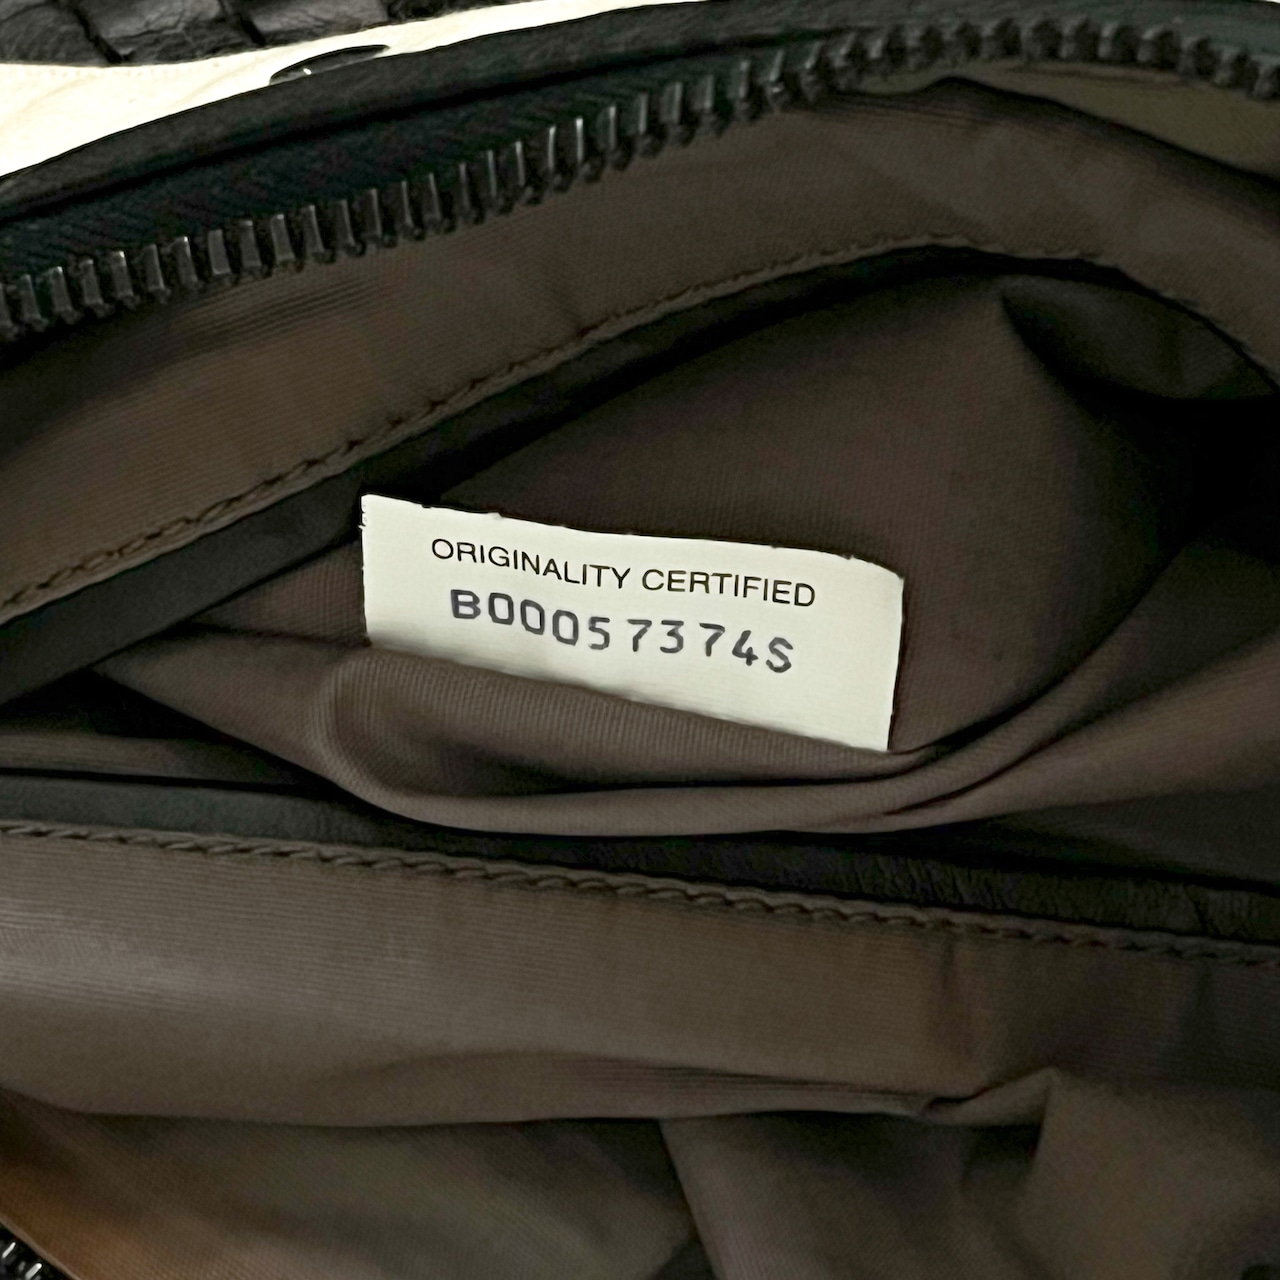 ORIGINALITY CERTIFIED
B00057374S